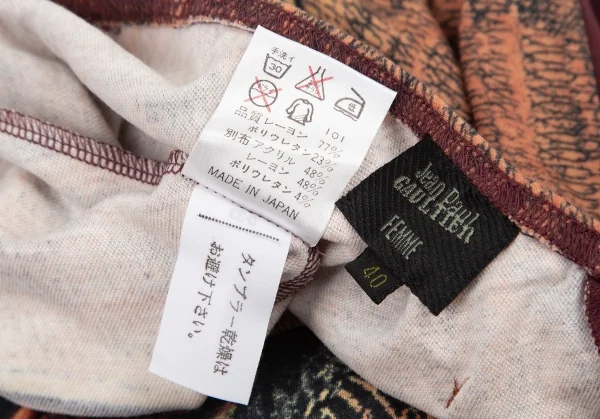 手洗イ
30
品質 101
レーヨン 77%
ポリウレタン 23%
別布 アクリル 48%
レーヨン 48%
ポリウレタン 4%
MADE IN JAPAN
タンブラー乾燥は
お避け下さい。
Jean Paul
GAULTIER
FEMME
40